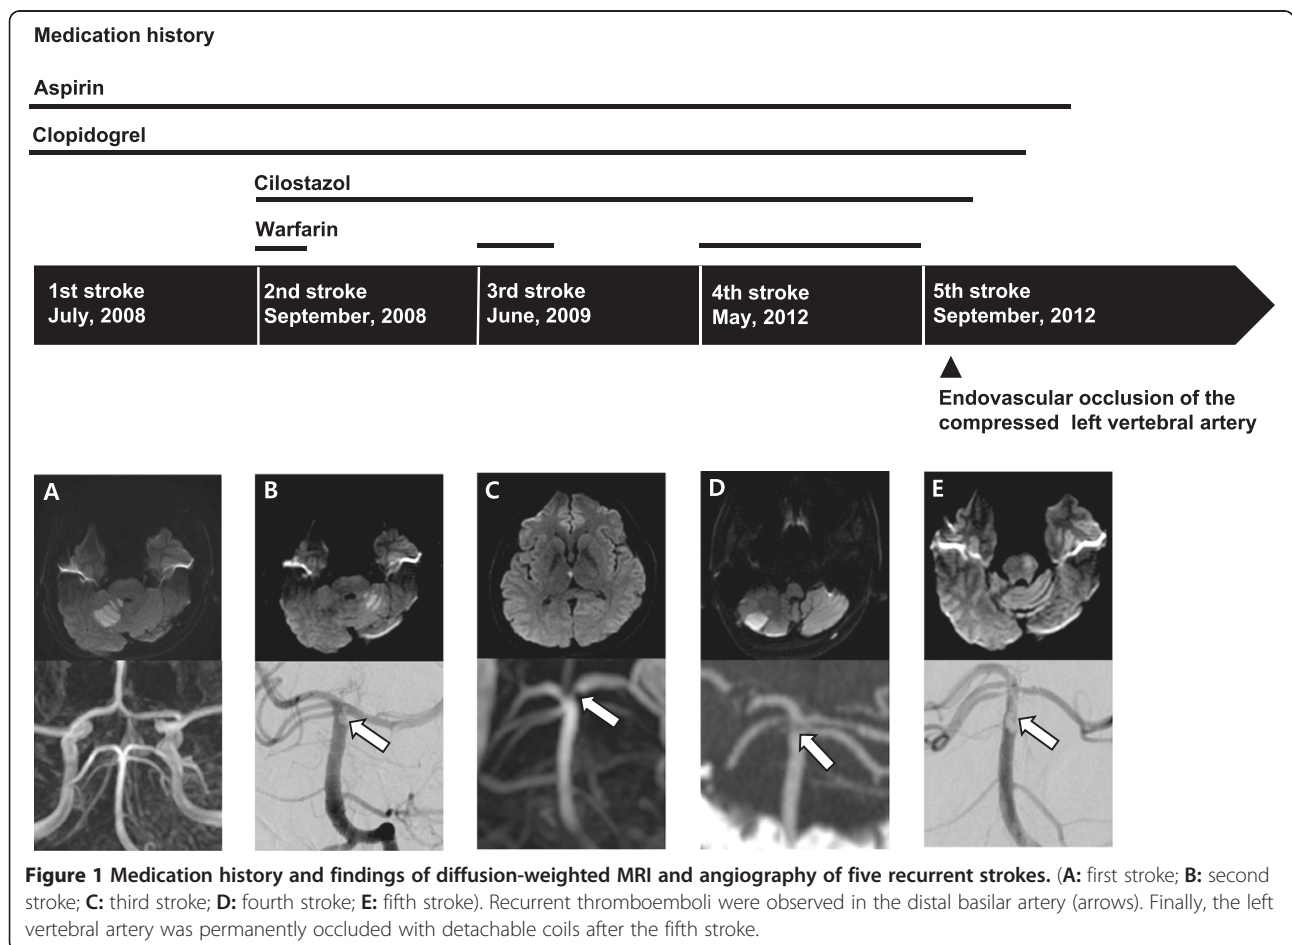 Medication history
Aspirin
Clopidogrel
Cilostazol
Warfarin
1st stroke
July, 2008
2nd stroke
September, 2008
3rd stroke
June, 2009
4th stroke
May, 2012
5th stroke
September, 2012
Endovascular occlusion of the
compressed left vertebral artery
A
B
C
D
E
Figure 1 Medication history and findings of diffusion-weighted MRI and angiography of five recurrent strokes. (A: first stroke; B: second
stroke; C: third stroke; D: fourth stroke; E: fifth stroke). Recurrent thromboemboli were observed in the distal basilar artery (arrows). Finally, the left
vertebral artery was permanently occluded with detachable coils after the fifth stroke.